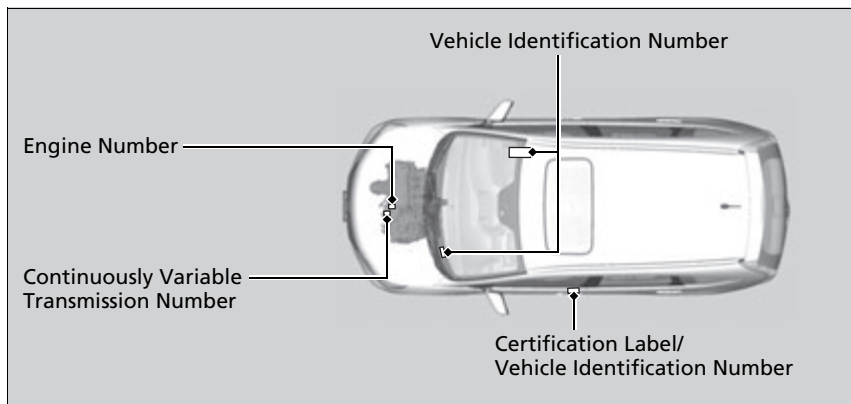 Vehicle Identification Number
Engine Number
Continuously Variable
Transmission Number
Certification Label/
Vehicle Identification Number